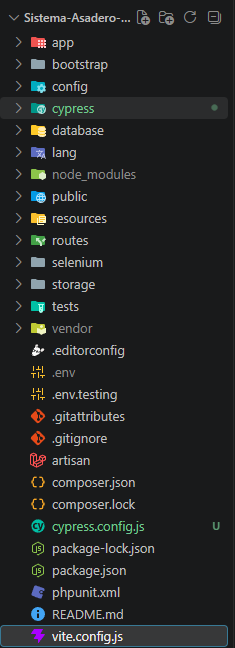 Sistema-Asadero-...
app
bootstrap
config
cypress
database
lang
node_modules
public
resources
routes
selenium
storage
tests
vendor
.editorconfig
.env
.env.testing
.gitattributes
.gitignore
artisan
composer.json
composer.lock
cypress.config.js U
package-lock.json
package.json
phpunit.xml
README.md
vite.config.js